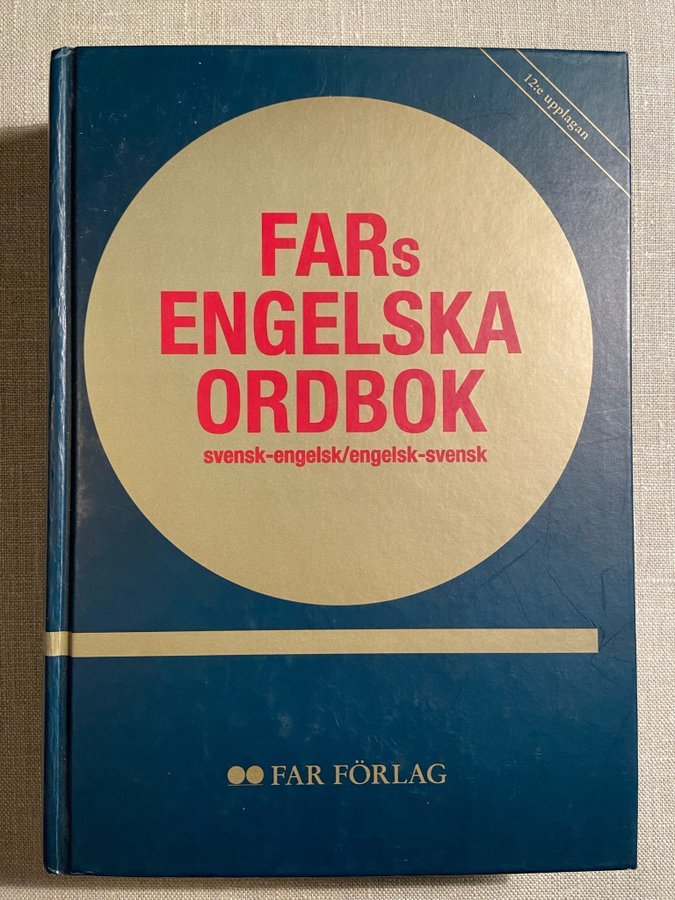 12:e upplagan
FARs
ENGELSKA
ORDBOK
svensk-engelsk/engelsk-svensk
FAR FÖRLAG